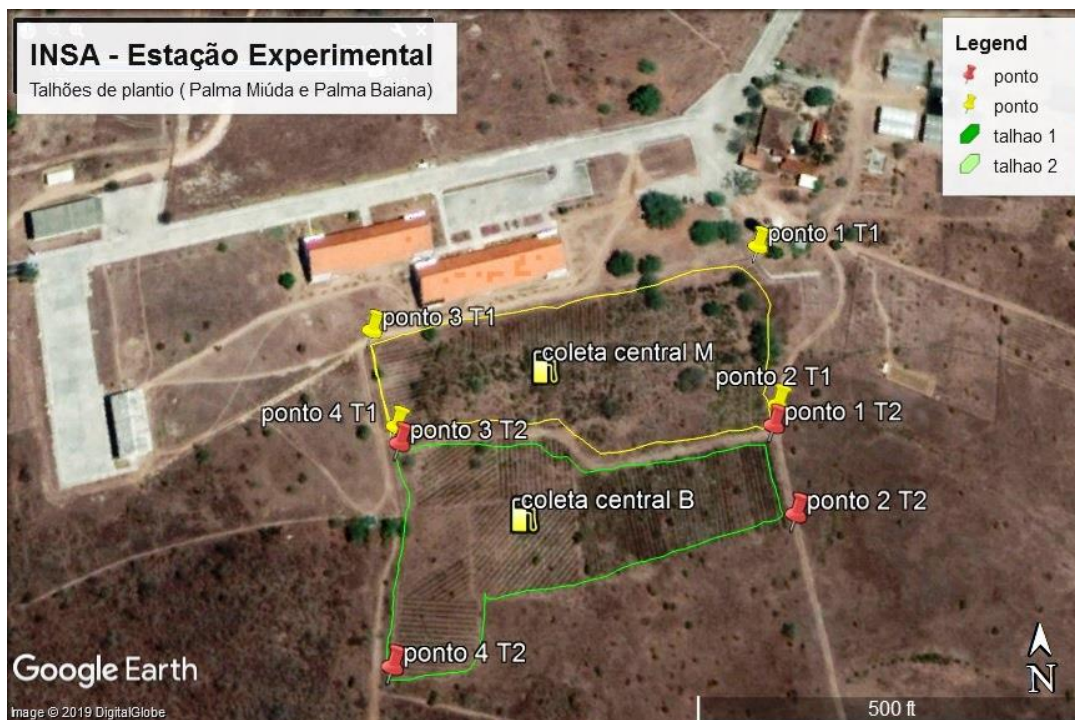 INSA - Estação Experimental
Talhões de plantio ( Palma Miúda e Palma Baiana)
Legend
ponto
ponto
talhao 1
talhao 2
ponto 1 T1
ponto 3 T1
coleta central M
ponto 2 T1
ponto 4 T1
ponto 1 T2
ponto 3 T2
coleta central B
ponto 2 T2
ponto 4 T2
Google Earth
N
Image © 2019 DigitalGlobe
500 ft